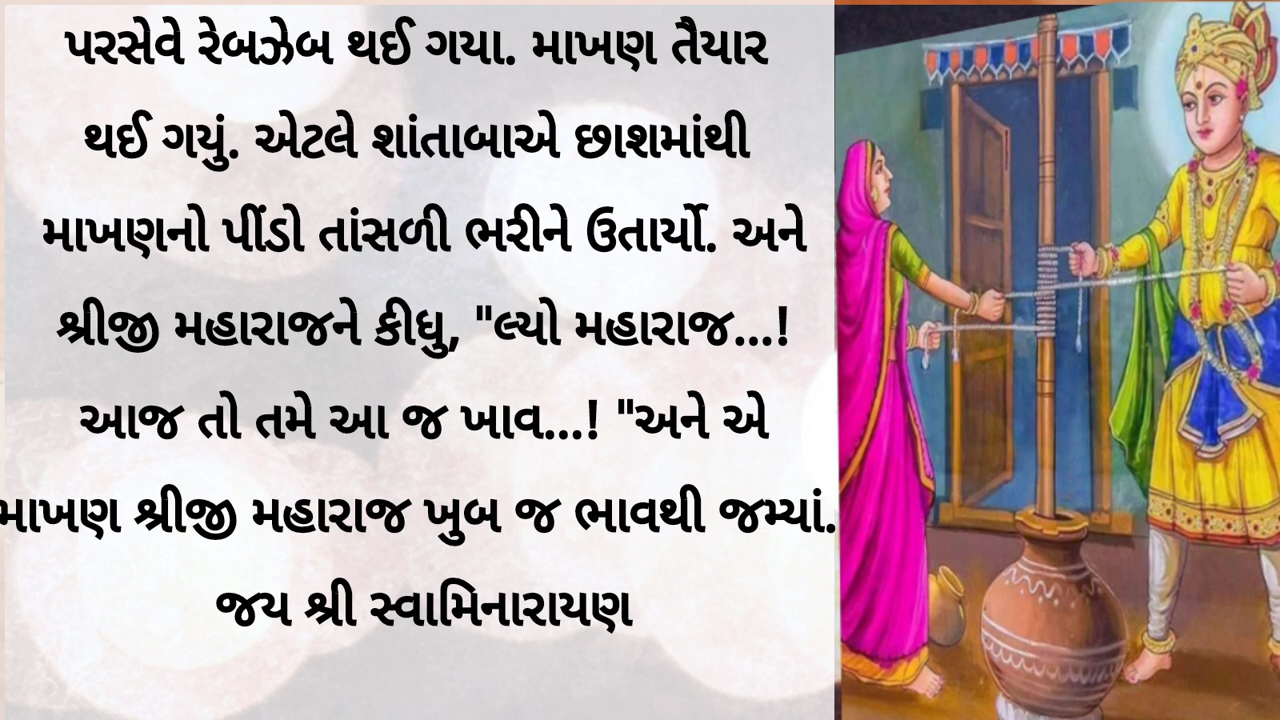 પરસેવે રેબઝેબ થઈ ગયા. માખણ તૈયાર
થઈ ગયું. એટલે શાંતાબાએ છાશમાંથી
માખણનો પીંડો તાંસળી ભરીને ઉતાર્યો. અને
શ્રીજી મહારાજને કીધુ, "લ્યો મહારાજ...!
આજ તો તમે આ જ ખાવ...! "અને એ
માખણ શ્રીજી મહારાજ ખુબ જ ભાવથી જમ્યાં.
જય શ્રી સ્વામિનારાયણ